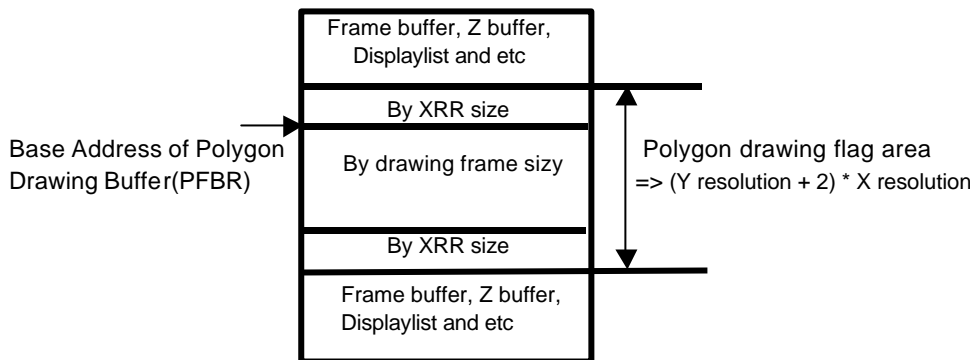 Frame buffer, Z buffer,
Displaylist and etc
By XRR size
Base Address of Polygon
Drawing Buffer(PFBR)
By drawing frame sizy
Polygon drawing flag area
=> (Y resolution + 2) * X resolution
By XRR size
Frame buffer, Z buffer,
Displaylist and etc